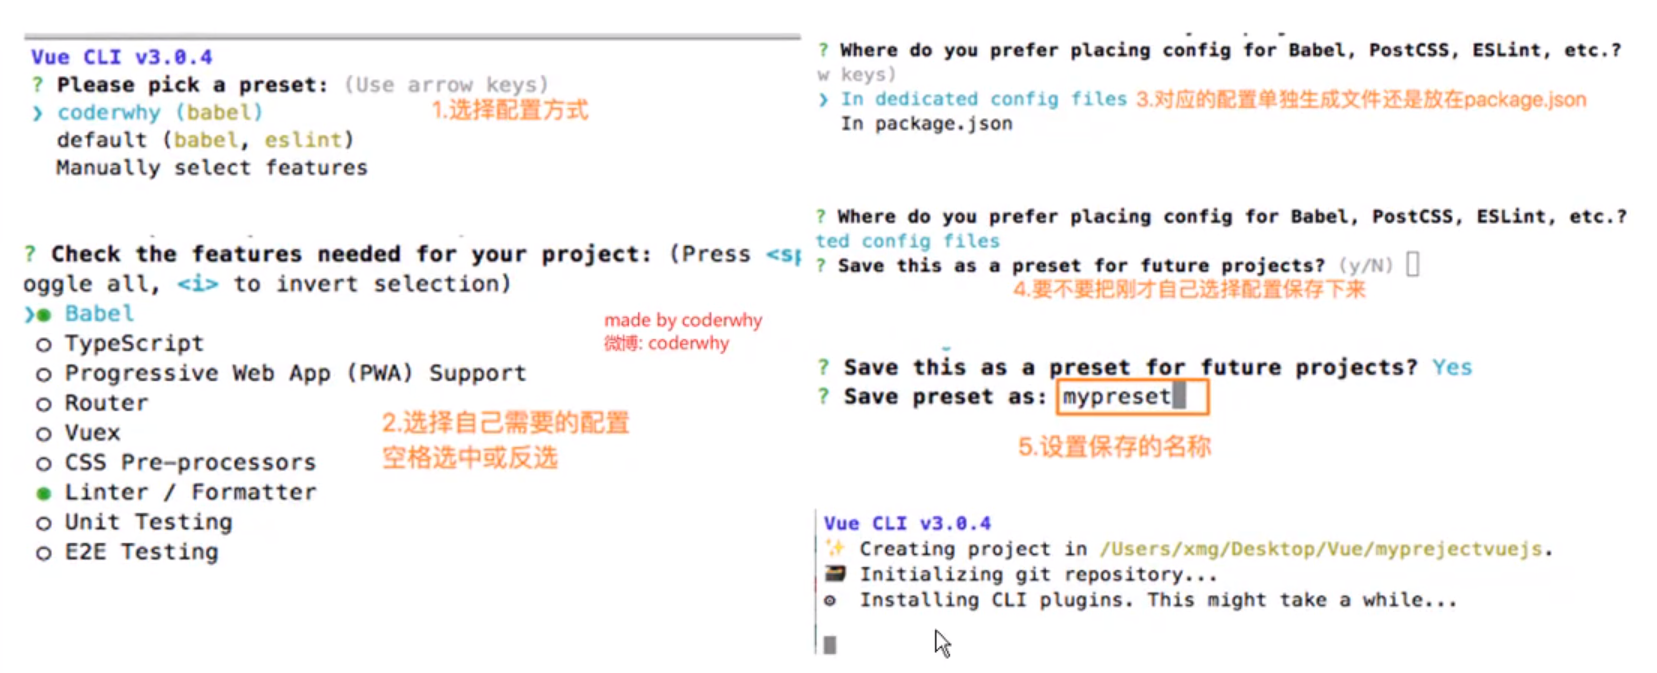 Vue CLI v3.0.4
? Please pick a preset: (Use arrow keys)
❯ coderwhy (babel)
1.选择配置方式
default (babel, eslint)
Manually select features
? Check the features needed for your project: (Press <sp
oggle all, <i> to invert selection)
❯◉ Babel
○ TypeScript
○ Progressive Web App (PWA) Support
○ Router
○ Vuex
○ CSS Pre-processors
◉ Linter / Formatter
○ Unit Testing
○ E2E Testing
made by coderwhy
微博: coderwhy
2.选择自己需要的配置
空格选中或反选
? Where do you prefer placing config for Babel, PostCSS, ESLint, etc.?
w keys)
❯ In dedicated config files 3.对应的配置单独生成文件还是放在package.json
In package.json
? Where do you prefer placing config for Babel, PostCSS, ESLint, etc.?
ted config files
? Save this as a preset for future projects? (y/N)
4.要不要把刚才自己选择配置保存下来
? Save this as a preset for future projects? Yes
? Save preset as: mypreset
5.设置保存的名称
Vue CLI v3.0.4
✨ Creating project in /Users/xmg/Desktop/Vue/myprejectvuejs.
🗃 Initializing git repository...
⚙ Installing CLI plugins. This might take a while...